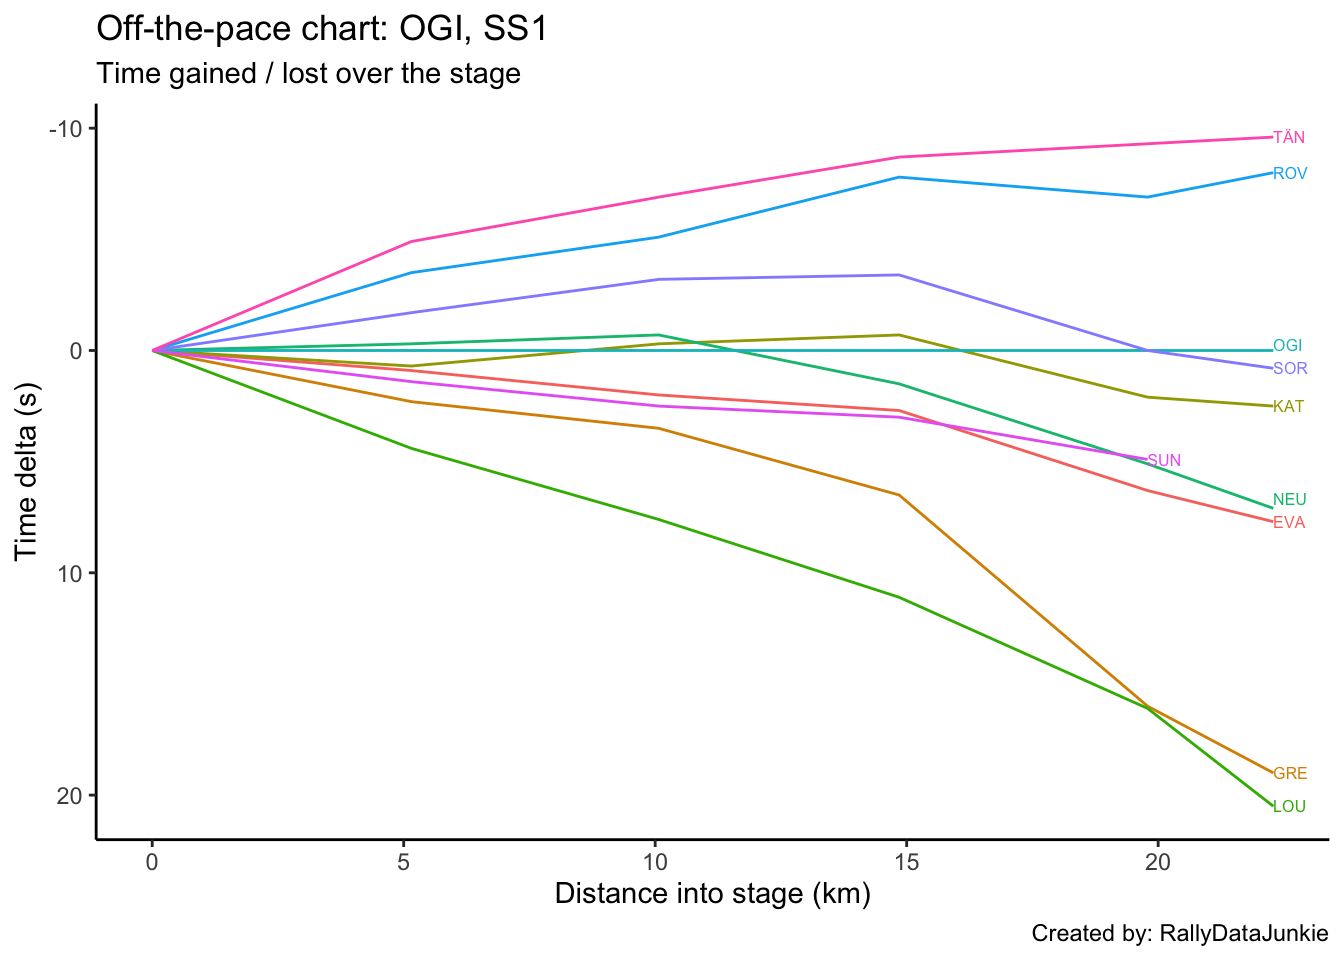 Off-the-pace chart: OGI, SS1
Time gained / lost over the stage
-10
0
10
20
Time delta (s)
TÄN
ROV
OGI
SOR
KAT
SUN
NEU
EVA
GRE
LOU
0 5 10 15 20
Distance into stage (km)
Created by: RallyDataJunkie